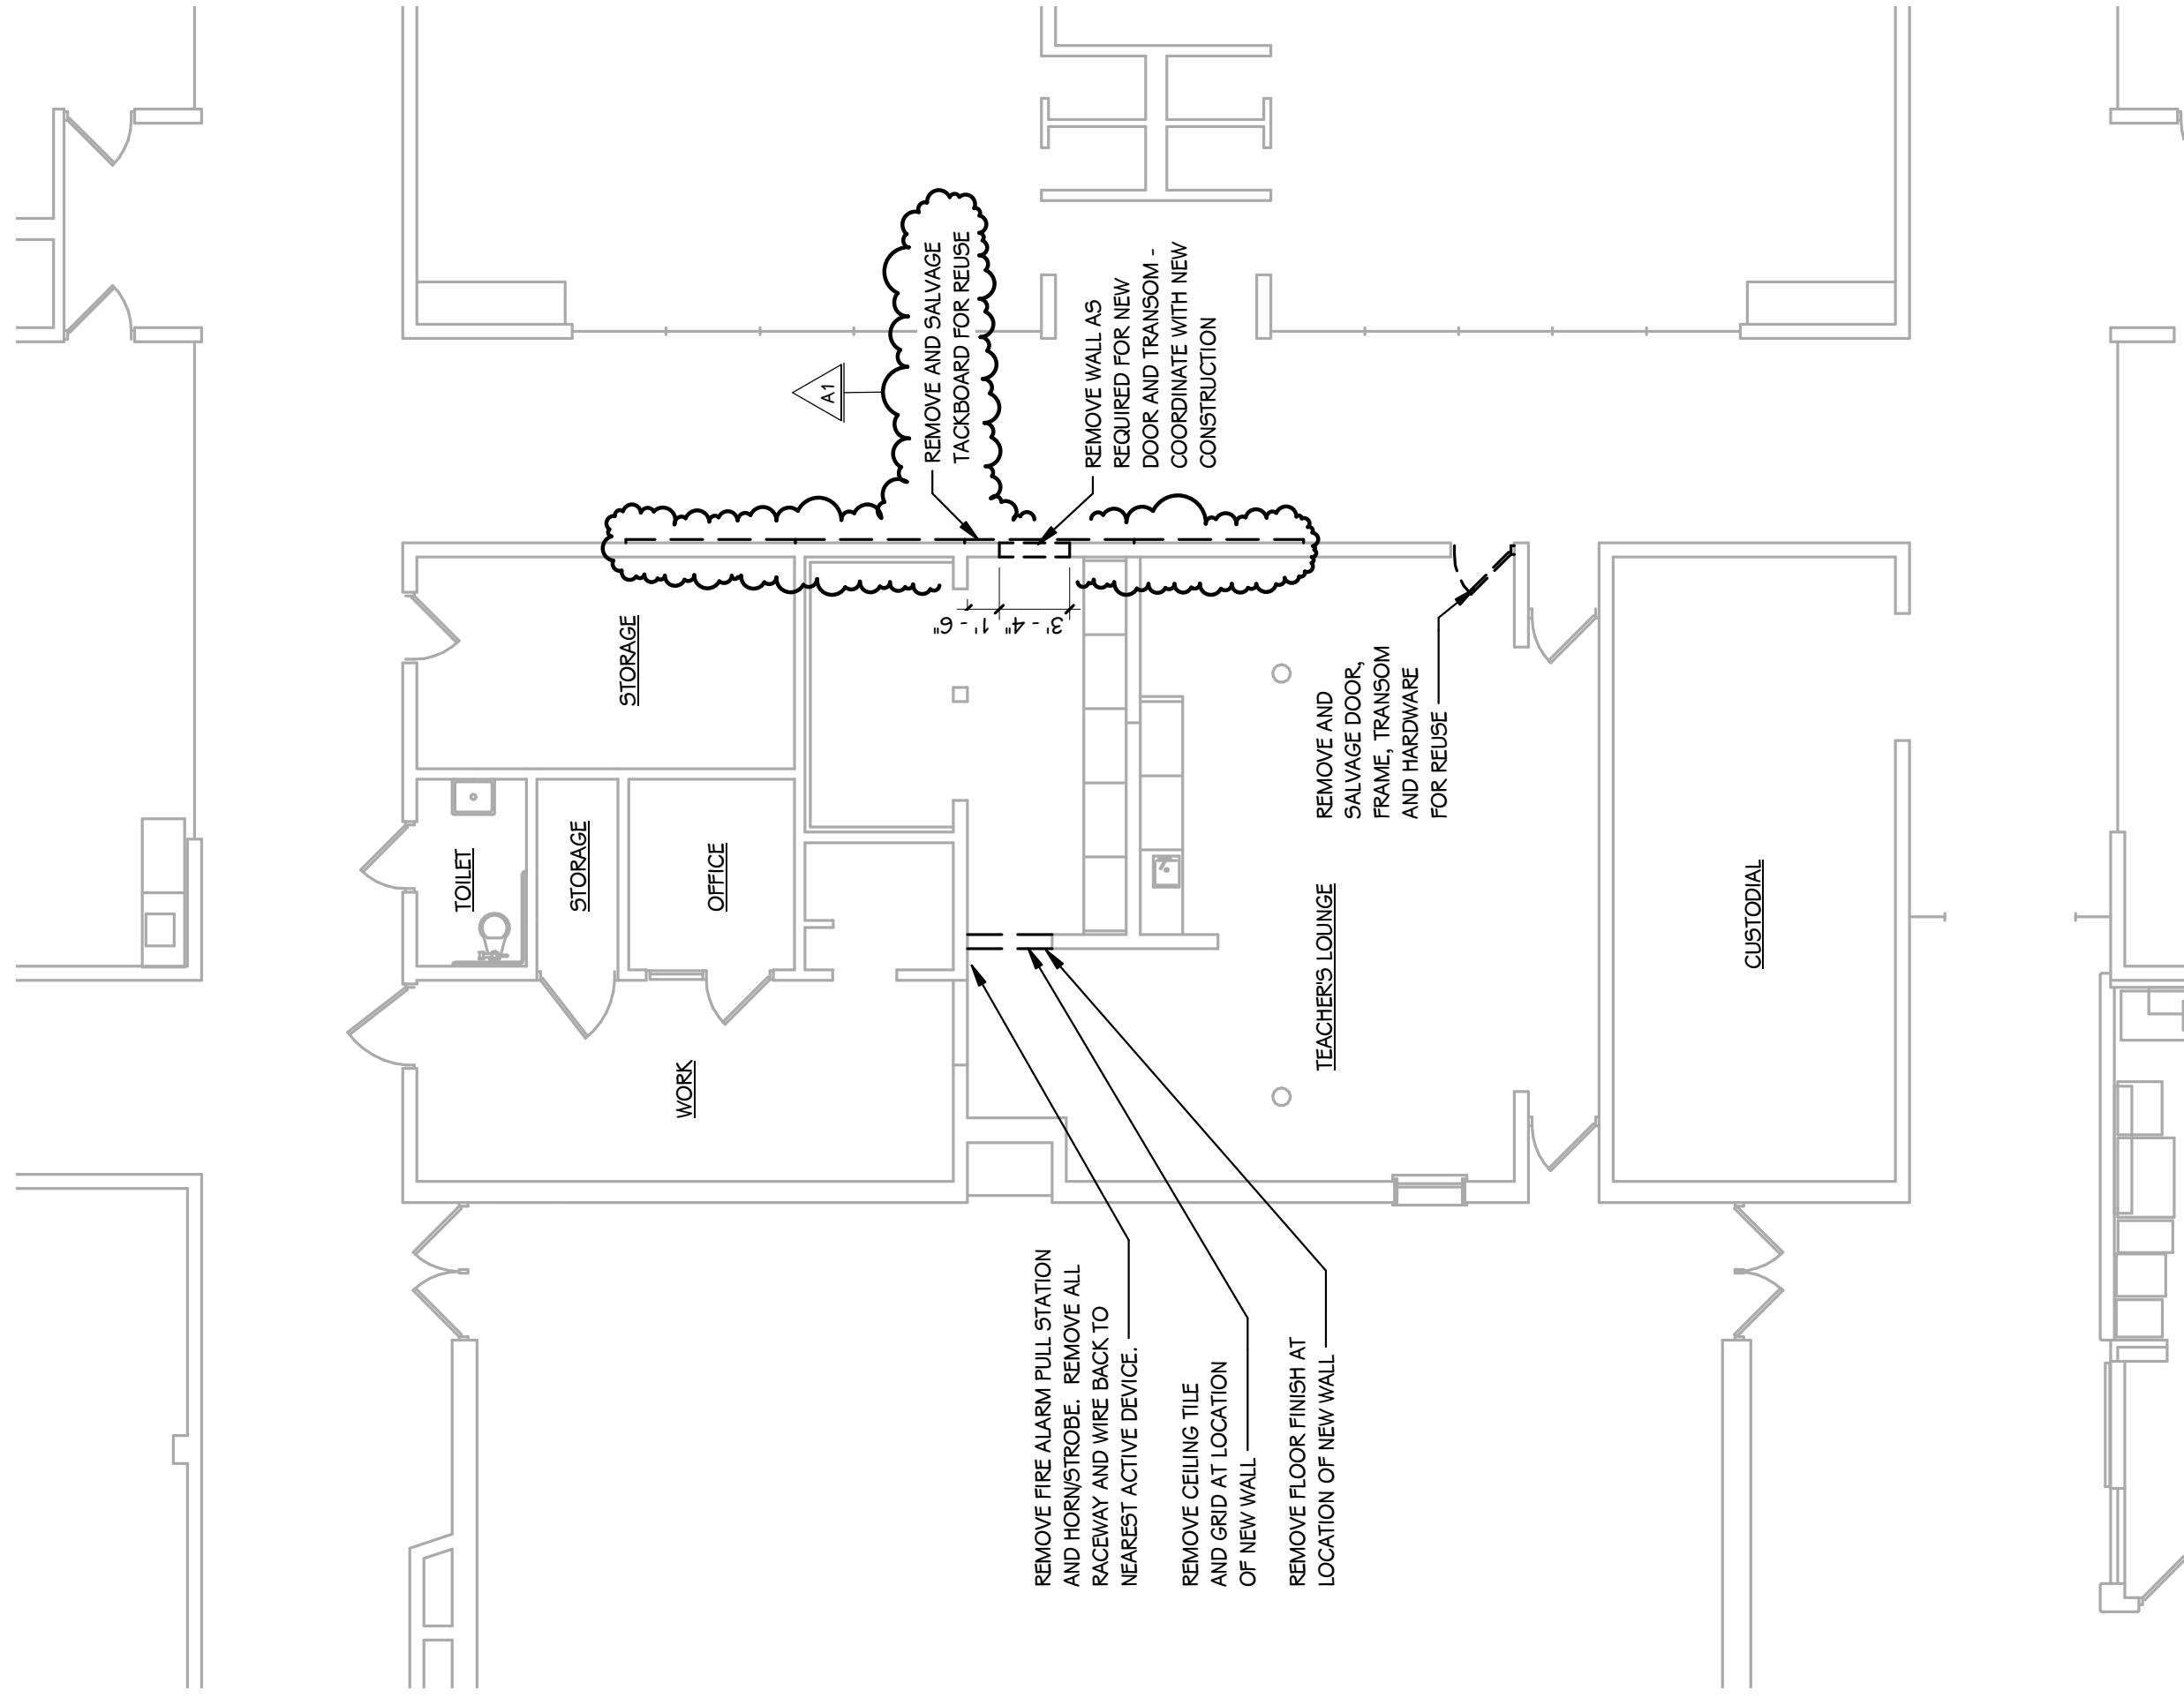 REMOVE AND SALVAGE
TACKBOARD FOR REUSE
A1
REMOVE WALL AS
REQUIRED FOR NEW
DOOR AND TRANSOM -
COORDINATE WITH NEW
CONSTRUCTION
STORAGE
1' - 6"
3' - 4"
REMOVE AND
SALVAGE DOOR,
FRAME, TRANSOM
AND HARDWARE
FOR REUSE
TOILET
STORAGE
OFFICE
TEACHER'S LOUNGE
CUSTODIAL
WORK
REMOVE FIRE ALARM PULL STATION
AND HORN/STROBE. REMOVE ALL
RACEWAY AND WIRE BACK TO
NEAREST ACTIVE DEVICE.
REMOVE CEILING TILE
AND GRID AT LOCATION
OF NEW WALL
REMOVE FLOOR FINISH AT
LOCATION OF NEW WALL